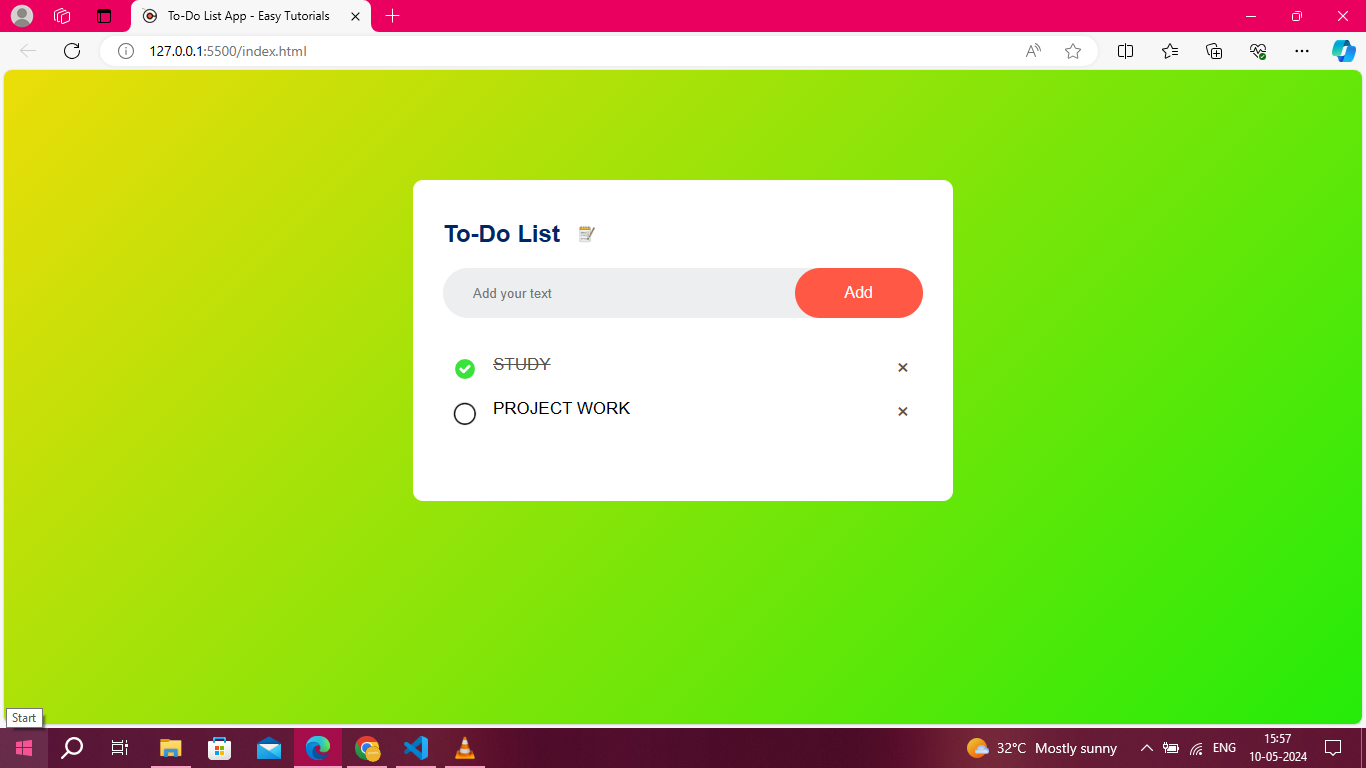 To-Do List App - Easy Tutorials
127.0.0.1:5500/index.html
To-Do List
Add your text
Add
STUDY
PROJECT WORK
Start
32°C Mostly sunny
ENG
15:57
10-05-2024